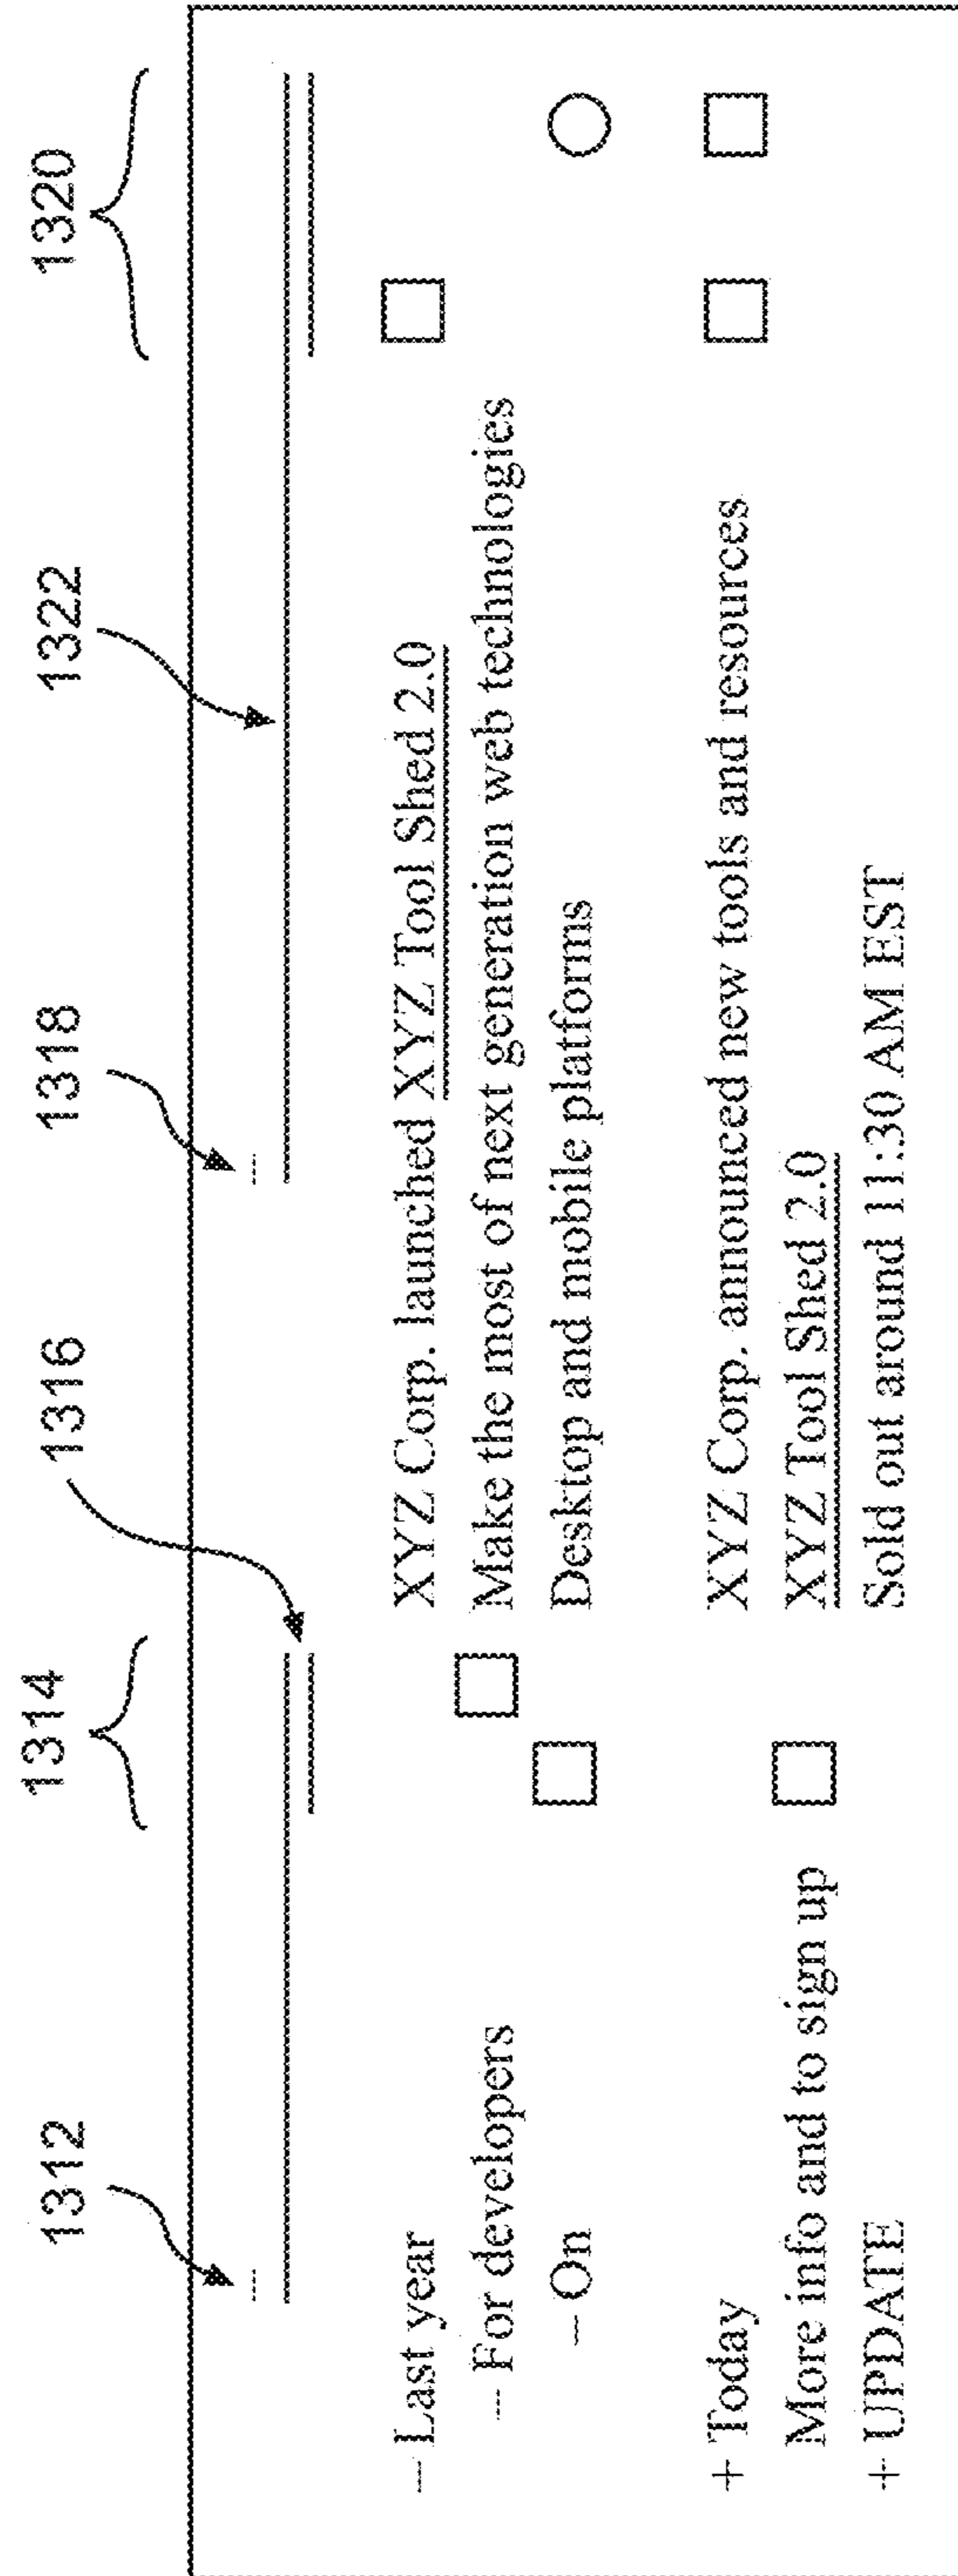 1312 1314 1316 1318 1322 1320
– Last year XYZ Corp. launched XYZ Tool Shed 2.0
– For developers Make the most of next generation web technologies
– On Desktop and mobile platforms
+ Today XYZ Corp. announced new tools and resources
More info and to sign up XYZ Tool Shed 2.0
+ UPDATE Sold out around 11:30 AM EST